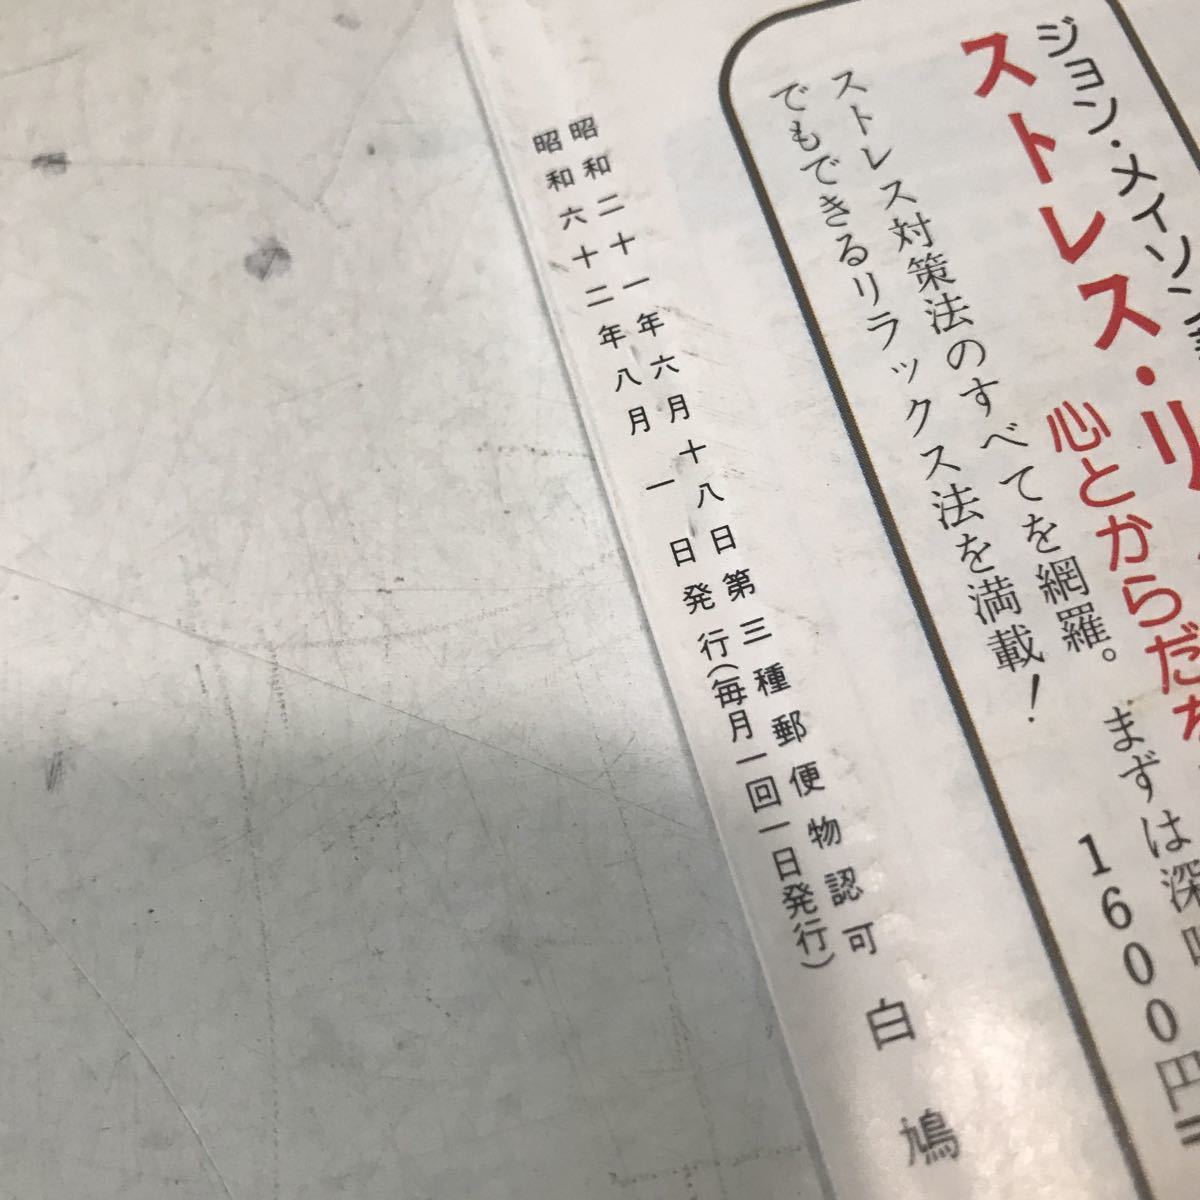 ジョン・メイソン
ストレス・リ
心とからだを
まずは深
ストレス対策法のすべてを網羅。
でもできるリラックス法を満載！
1600円
昭和二十一年六月十八日第三種郵便物認可
昭和六十二年八月一日発行(毎月一回一日発行)
白鳩